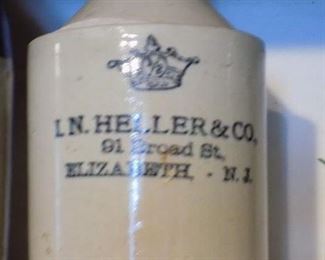 I. N. HELLER & CO.,
91 Broad St.,
ELIZABETH, - N. J.